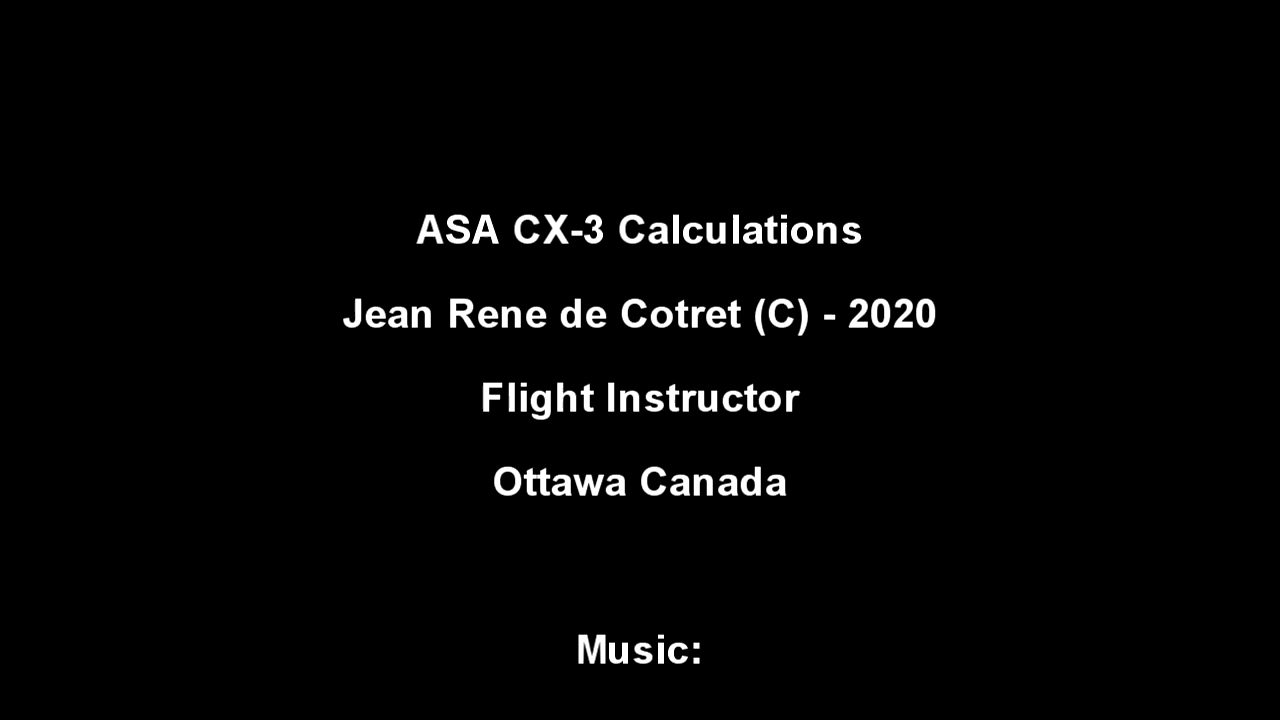 ASA CX-3 Calculations
Jean Rene de Cotret (C) - 2020
Flight Instructor
Ottawa Canada
Music: